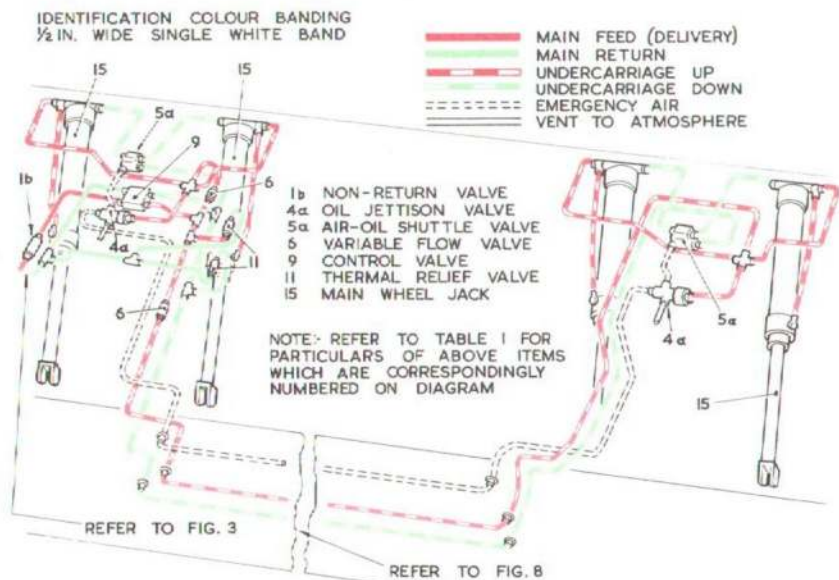 IDENTIFICATION COLOUR BANDING
½ IN. WIDE SINGLE WHITE BAND
MAIN FEED (DELIVERY)
MAIN RETURN
UNDERCARRIAGE UP
UNDERCARRIAGE DOWN
EMERGENCY AIR
VENT TO ATMOSPHERE
15
15
5a
9
1b
6
4a
11
6
1b NON-RETURN VALVE
4a OIL JETTISON VALVE
5a AIR-OIL SHUTTLE VALVE
6 VARIABLE FLOW VALVE
9 CONTROL VALVE
11 THERMAL RELIEF VALVE
15 MAIN WHEEL JACK
NOTE:- REFER TO TABLE 1 FOR
PARTICULARS OF ABOVE ITEMS
WHICH ARE CORRESPONDINGLY
NUMBERED ON DIAGRAM
5a
4a
15
REFER TO FIG. 3
REFER TO FIG. 8